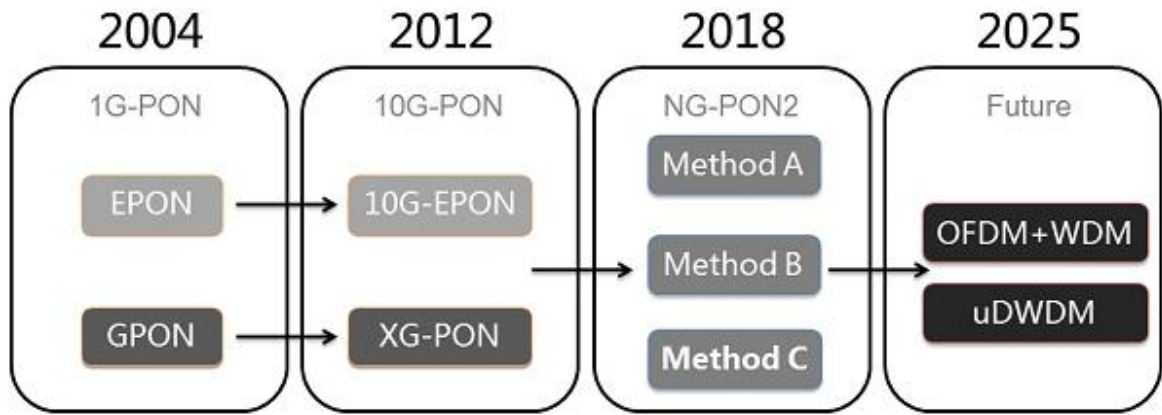 2004
2012
2018
2025
1G-PON
10G-PON
NG-PON2
Future
EPON
10G-EPON
GPON
XG-PON
Method A
Method B
Method C
OFDM+WDM
uDWDM